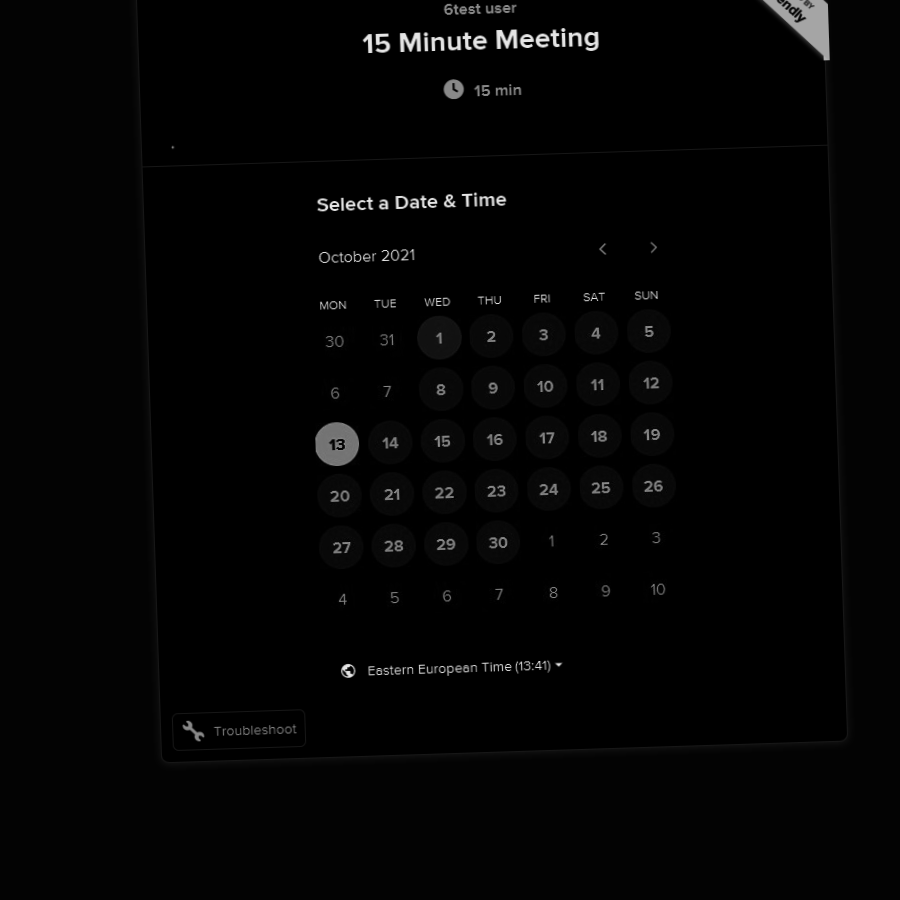 6test user
15 Minute Meeting
15 min
BY
endly
Select a Date & Time
October 2021
MON TUE WED THU FRI SAT SUN
30 31 1 2 3 4 5
6 7 8 9 10 11 12
13 14 15 16 17 18 19
20 21 22 23 24 25 26
27 28 29 30 1 2 3
4 5 6 7 8 9 10
Eastern European Time (13:41)
Troubleshoot